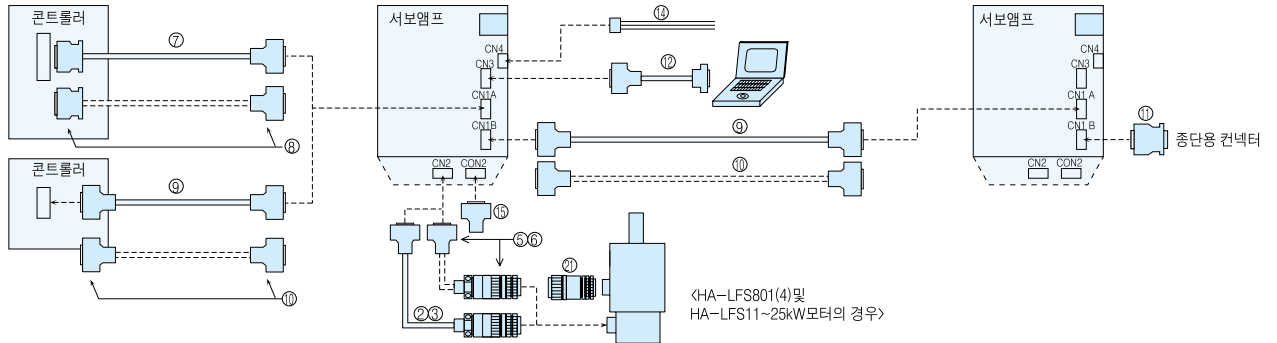 콘트롤러
⑦
⑧
콘트롤러
⑨
⑩
서보앰프
CN4
CN3
CN1A
CN1B
CN2 CON2
⑭
⑫
⑨
⑩
⑮
⑤⑥
②③
㉑
<HA-LFS801(4)및
HA-LFS11~25kW모터의 경우>
서보앰프
CN4
CN3
CN1 A
CN1 B
CN2 CON2
⑪
종단용 컨넥터